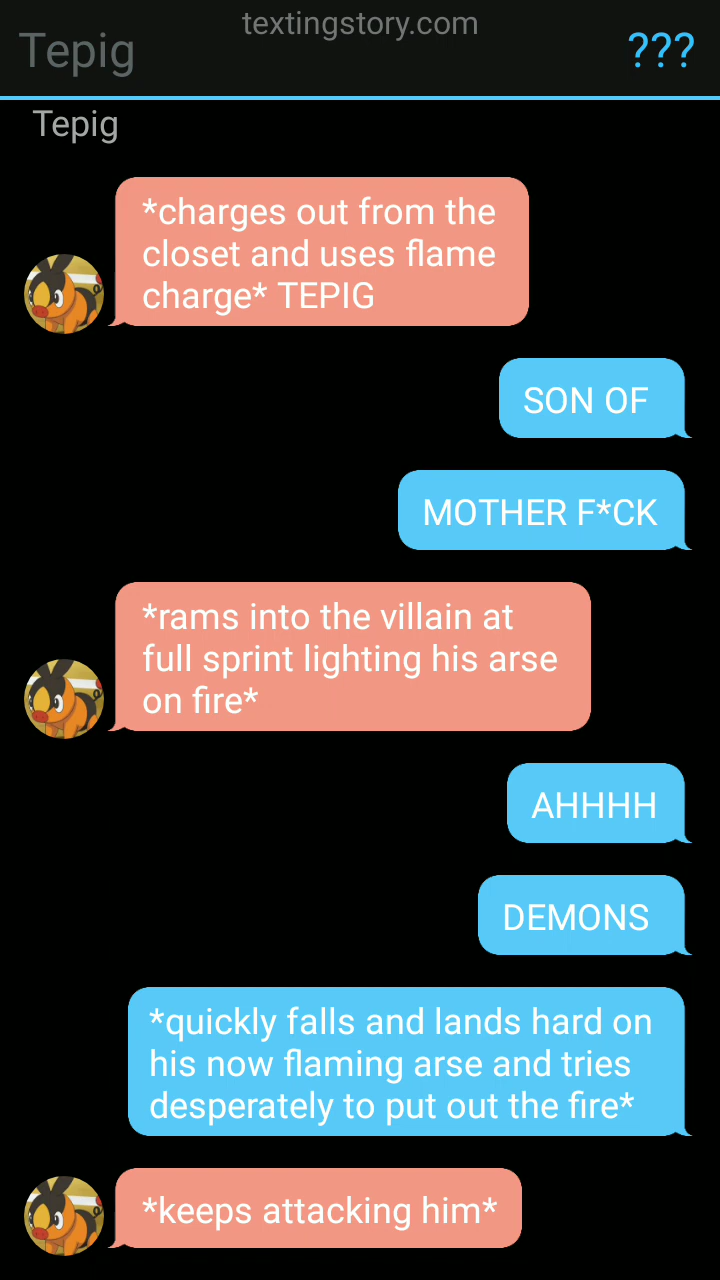 textingstory.com
Tepig
???
Tepig
*charges out from the
closet and uses flame
charge* TEPIG
SON OF
MOTHER F*CK
*rams into the villain at
full sprint lighting his arse
on fire*
AHHHH
DEMONS
*quickly falls and lands hard on
his now flaming arse and tries
desperately to put out the fire*
*keeps attacking him*